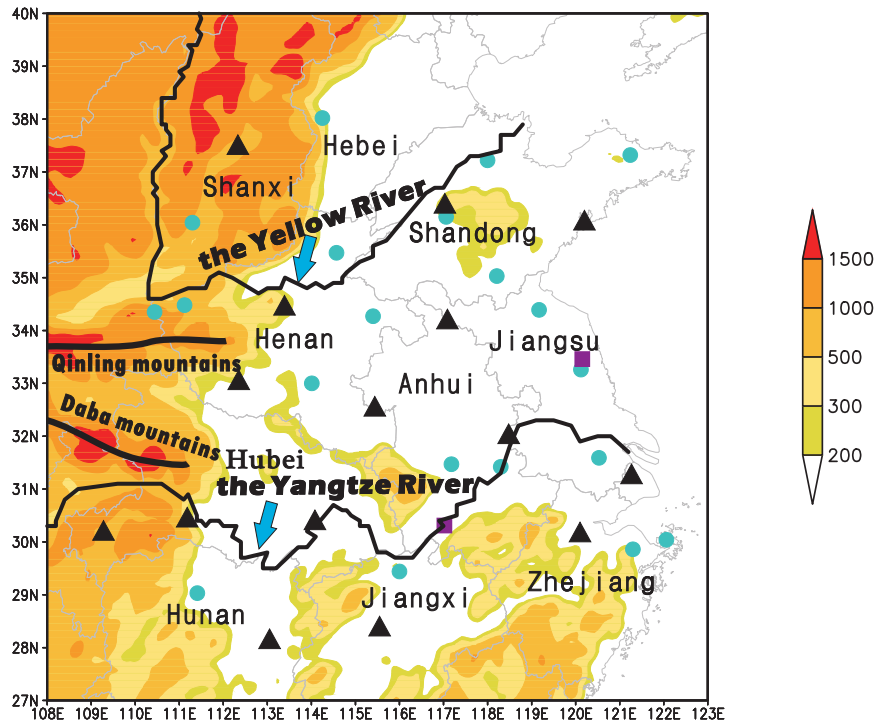 40N
39N
38N
37N
36N
35N
34N
33N
32N
31N
30N
29N
28N
27N
108E 109E 110E 111E 112E 113E 114E 115E 116E 117E 118E 119E 120E 121E 122E 123E
Hebei
Shanxi
the Yellow River
Shandong
Henan
Jiangsu
Qinling mountains
Anhui
Daba mountains
Hubei
the Yangtze River
Zhejiang
Jiangxi
Hunan
1500
1000
500
300
200